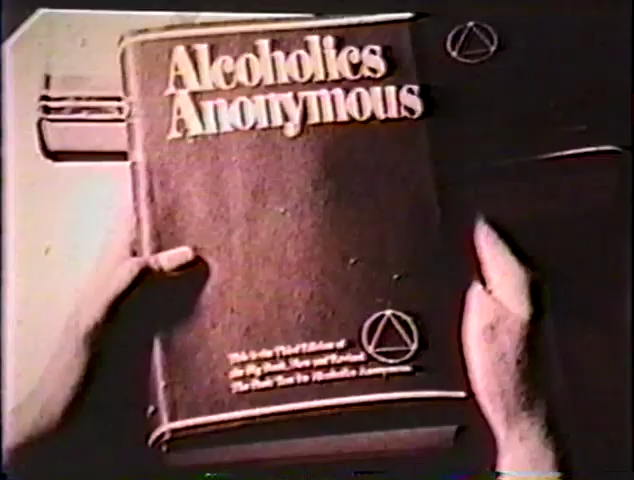 Alcoholics
Anonymous
This is the Third Edition of
the Big Book, New and Revised
The Basic Text for Alcoholics Anonymous